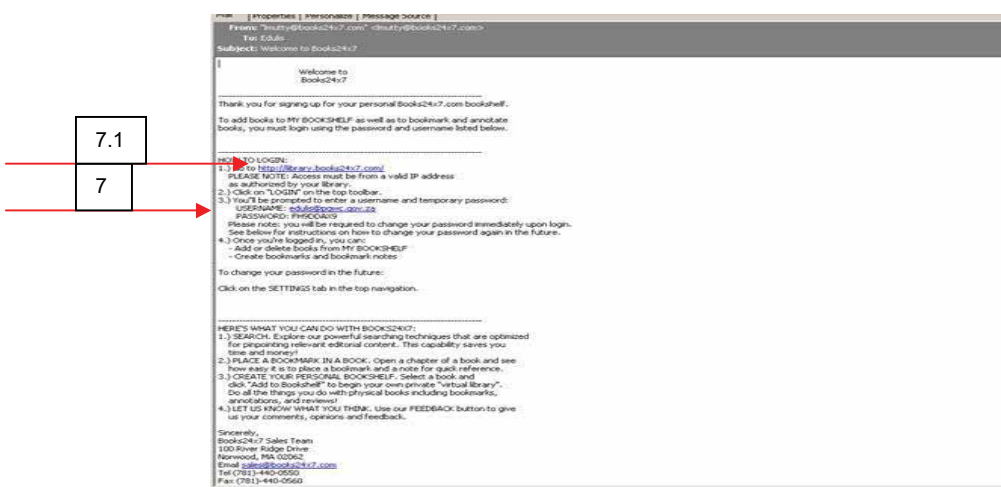 Mail | Properties | Personalize | Message Source |
From: "lmutty@books24x7.com" <lmutty@books24x7.com>
To: Edulis
Subject: Welcome to Books24x7
Welcome to
Books24x7
Thank you for signing up for your personal Books24x7.com bookshelf.
To add books to MY BOOKSHELF as well as to bookmark and annotate
books, you must login using the password and username listed below.
7.1
HOW TO LOGIN:
1.) Go to http://library.books24x7.com/
PLEASE NOTE: Access must be from a valid IP address
as authorized by your library.
7
2.) Click on "LOGIN" on the top toolbar.
3.) You'll be prompted to enter a username and temporary password:
USERNAME: edulis@pgwc.gov.za
PASSWORD:
Please note: you will be required to change your password immediately upon login.
See below for instructions on how to change your password again in the future.
4.) Once you're logged in, you can:
- Add or delete books from MY BOOKSHELF
- Create bookmarks and bookmark notes
To change your password in the future:
Click on the SETTINGS tab in the top navigation.
HERE'S WHAT YOU CAN DO WITH BOOKS24X7:
1.) SEARCH. Explore our powerful searching techniques that are optimized
for pinpointing relevant editorial content. This capability saves you
time and money!
2.) PLACE A BOOKMARK IN A BOOK. Open a chapter of a book and see
how easy it is to place a bookmark and a note for quick reference.
3.) CREATE YOUR PERSONAL BOOKSHELF. Select a book and
click "Add to Bookshelf" to begin your own private "virtual library".
Do all the things you do with physical books including bookmarks,
annotations, and reviews!
4.) LET US KNOW WHAT YOU THINK. Use our FEEDBACK button to give
us your comments, opinions and feedback.
Sincerely,
Books24x7 Sales Team
100 River Ridge Drive
Norwood, MA 02062
Email sales@books24x7.com
Tel (781)-440-0550
Fax (781)-440-0560